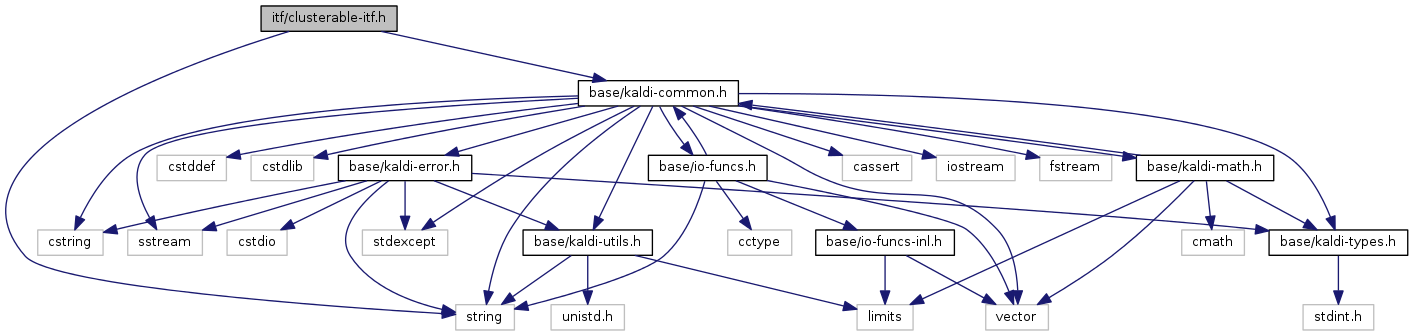 itf/clusterable-itf.h
base/kaldi-common.h
cstddef
cstdlib
base/kaldi-error.h
base/io-funcs.h
cassert
iostream
fstream
base/kaldi-math.h
cstring
sstream
cstdio
stdexcept
base/kaldi-utils.h
cctype
base/io-funcs-inl.h
cmath
base/kaldi-types.h
string
unistd.h
limits
vector
stdint.h